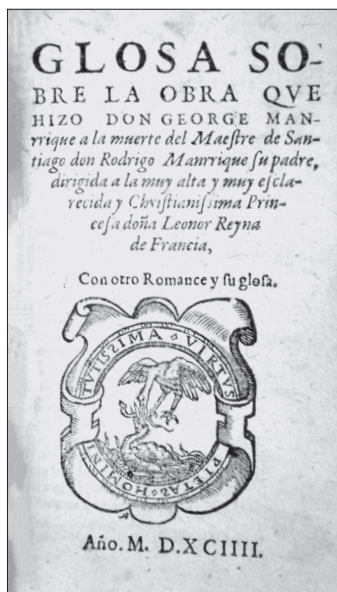 GLOSA SO-
BRE LA OBRA QVE
HIZO DON GEORGE MAN-
rrique a la muerte del Maeſtre de San-
tiago don Rodrigo Manrrique ſu padre,
dirigida a la muy alta y muy eſcla-
recida y Chriſtianiſsima Prin-
ceſa doña Leonor Reyna
de Francia,
Con otro Romance y ſu gloſa.
PIETAS HOMINI TVTISSIMA VIRTVS
Año. M. D.XCIIII.